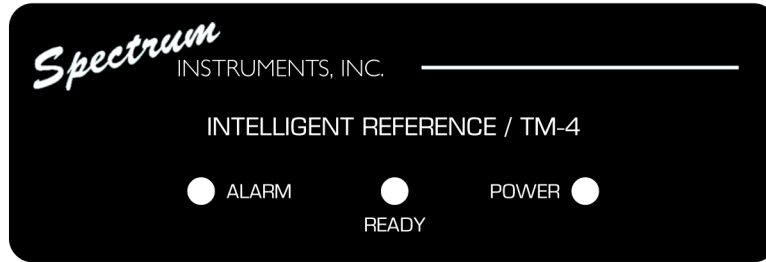 Spectrum
INSTRUMENTS, INC.
INTELLIGENT REFERENCE / TM-4
ALARM
POWER
READY